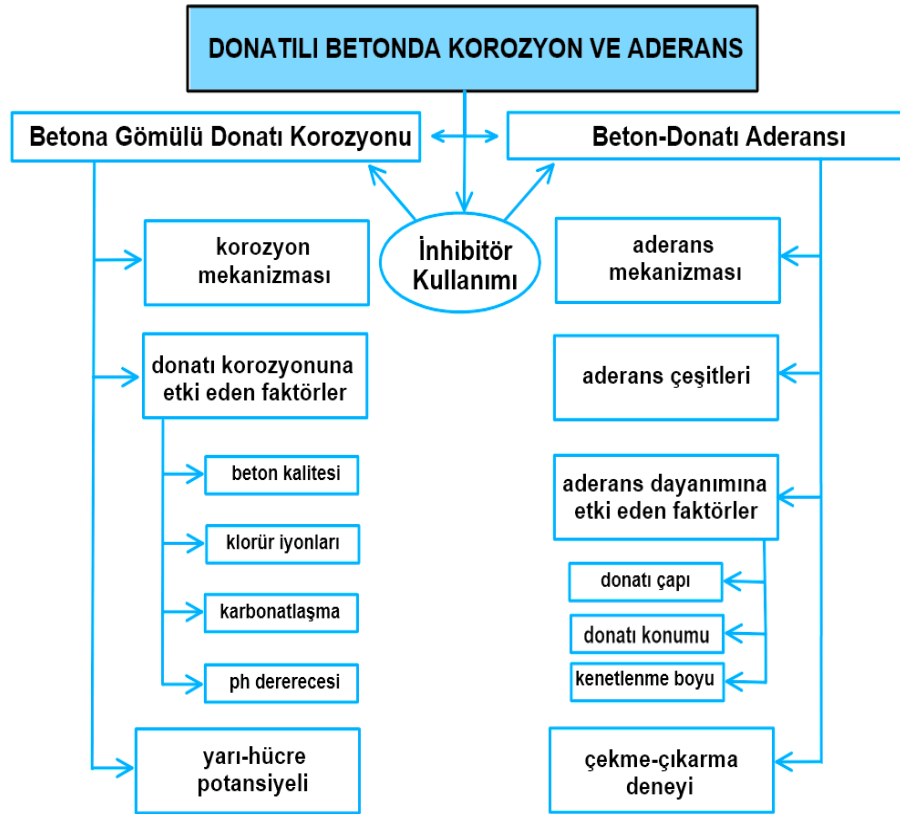 DONATILI BETONDA KOROZYON VE ADERANS
Betona Gömülü Donatı Korozyonu
Beton-Donatı Aderansı
İnhibitör
Kullanımı
korozyon
mekanizması
donatı korozyonuna
etki eden faktörler
beton kalitesi
klorür iyonları
karbonatlaşma
ph dererecesi
yarı-hücre
potansiyeli
aderans
mekanizması
aderans çeşitleri
aderans dayanımına
etki eden faktörler
donatı çapı
donatı konumu
kenetlenme boyu
çekme-çıkarma
deneyi